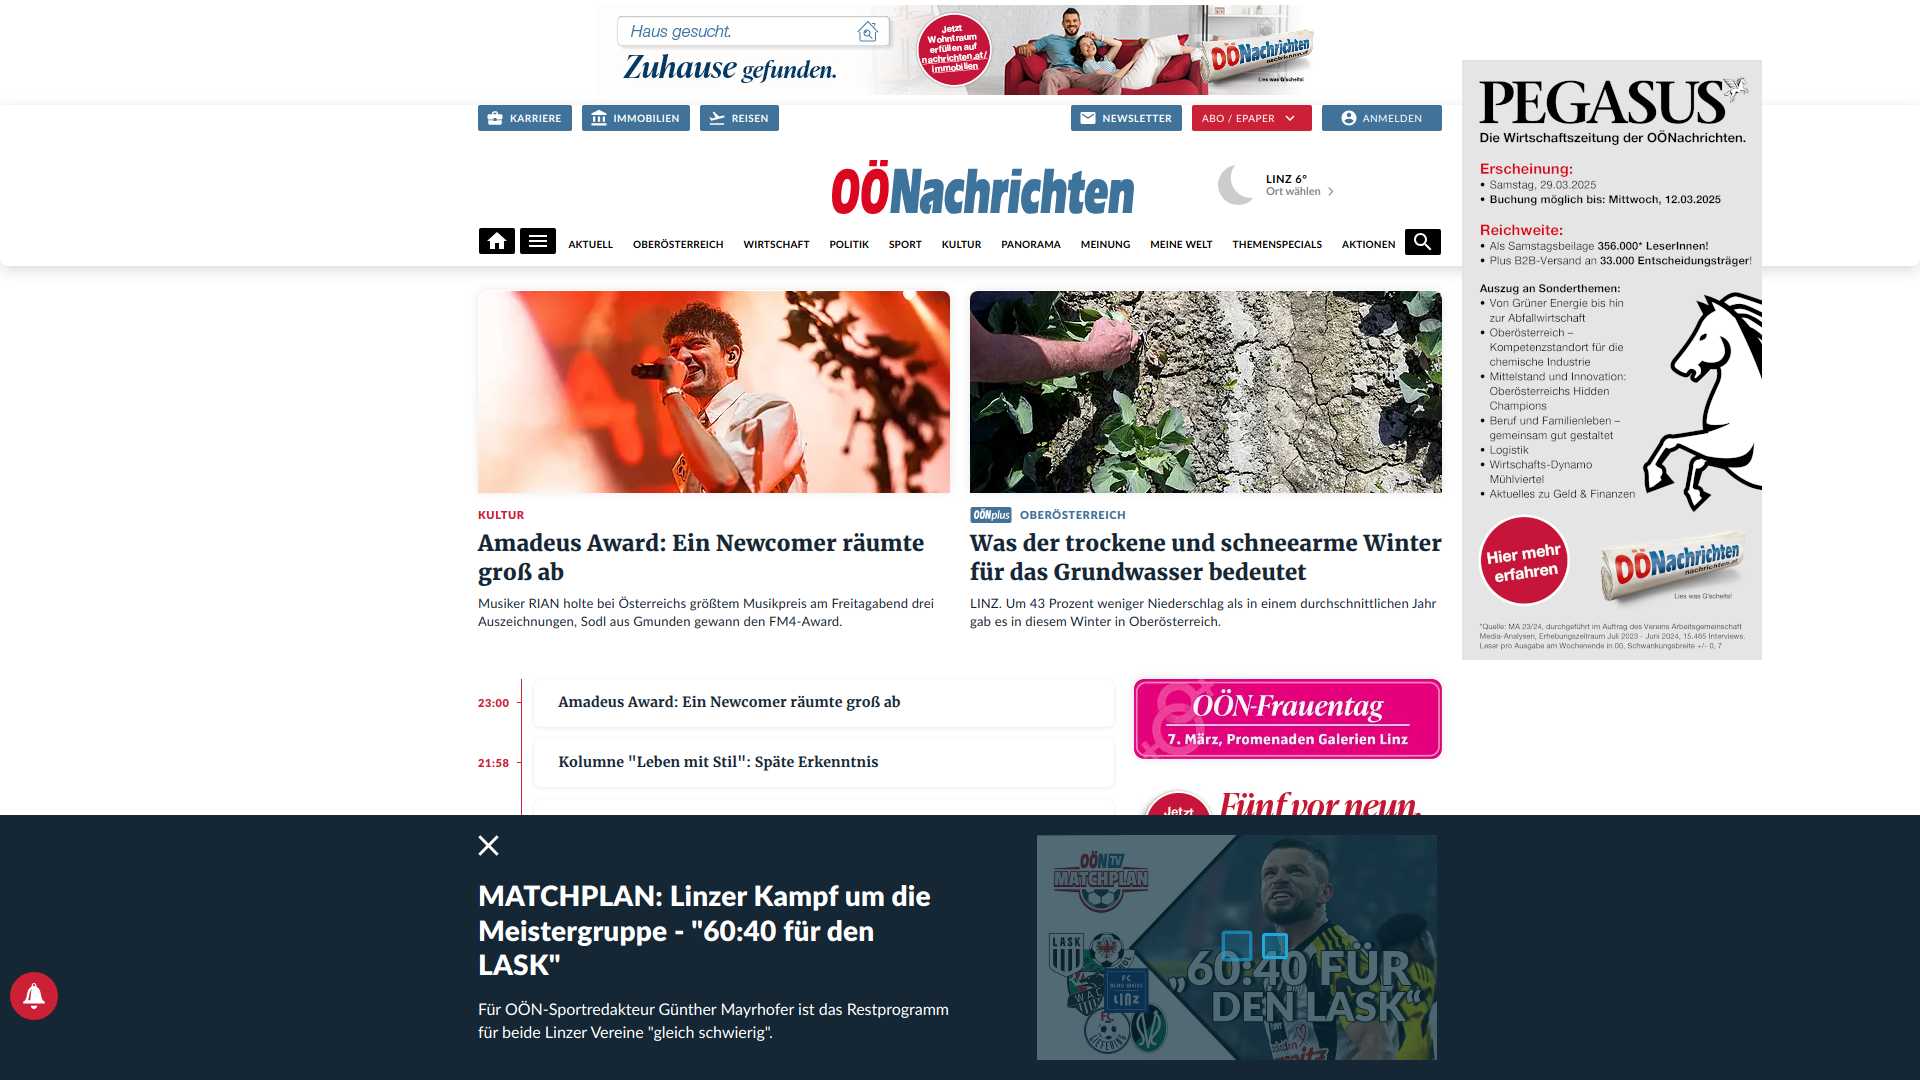 Haus gesucht.
Zuhause gefunden.
Jetzt
Wohntraum
erfüllen auf
nachrichten.at/
immobilien
OÖNachrichten
Lies was G'scheits!
KARRIERE
IMMOBILIEN
REISEN
NEWSLETTER
ABO / EPAPER
ANMELDEN
OÖNachrichten
LINZ 6°
Ort wählen
AKTUELL
OBERÖSTERREICH
WIRTSCHAFT
POLITIK
SPORT
KULTUR
PANORAMA
MEINUNG
MEINE WELT
THEMENSPECIALS
AKTIONEN
PEGASUS
Die Wirtschaftszeitung der OÖNachrichten.
Erscheinung:
• Samstag, 29.03.2025
• Buchung möglich bis: Mittwoch, 12.03.2025
Reichweite:
• Als Samstagsbeilage 356.000* LeserInnen!
• Plus B2B-Versand an 33.000 Entscheidungsträger!
Auszug an Sonderthemen:
• Von Grüner Energie bis hin
zur Abfallwirtschaft
• Oberösterreich –
Kompetenzstandort für die
chemische Industrie
• Mittelstand und Innovation:
Oberösterreichs Hidden
Champions
• Beruf und Familienleben –
gemeinsam gut gestaltet
• Logistik
• Wirtschafts-Dynamo
Mühlviertel
• Aktuelles zu Geld & Finanzen
Hier mehr
erfahren
OÖNachrichten
nachrichten.at
Lies was G'scheits!
*Quelle: MA 23/24, durchgeführt im Auftrag des Vereins Arbeitsgemeinschaft
Media-Analysen, Erhebungszeitraum Juli 2023 - Juni 2024, 15.465 Interviews.
Leser pro Ausgabe am Wochenende in OÖ, Schwankungsbreite +/- 0, 7
KULTUR
Amadeus Award: Ein Newcomer räumte
groß ab
Musiker RIAN holte bei Österreichs größtem Musikpreis am Freitagabend drei
Auszeichnungen, Sodl aus Gmunden gewann den FM4-Award.
OÖNplus OBERÖSTERREICH
Was der trockene und schneearme Winter
für das Grundwasser bedeutet
LINZ. Um 43 Prozent weniger Niederschlag als in einem durchschnittlichen Jahr
gab es in diesem Winter in Oberösterreich.
23:00
Amadeus Award: Ein Newcomer räumte groß ab
21:58
Kolumne "Leben mit Stil": Späte Erkenntnis
OÖN-Frauentag
7. März, Promenaden Galerien Linz
Jetzt
Fünf vor neun.
MATCHPLAN: Linzer Kampf um die
Meistergruppe - "60:40 für den
LASK"
Für OÖN-Sportredakteur Günther Mayrhofer ist das Restprogramm
für beide Linzer Vereine "gleich schwierig".
OÖN TV
MATCHPLAN
LASK
WAC
FC
BLAU WEISS
LINZ
FC
LIEFERING
SVR
„60:40 FÜR
DEN LASK“